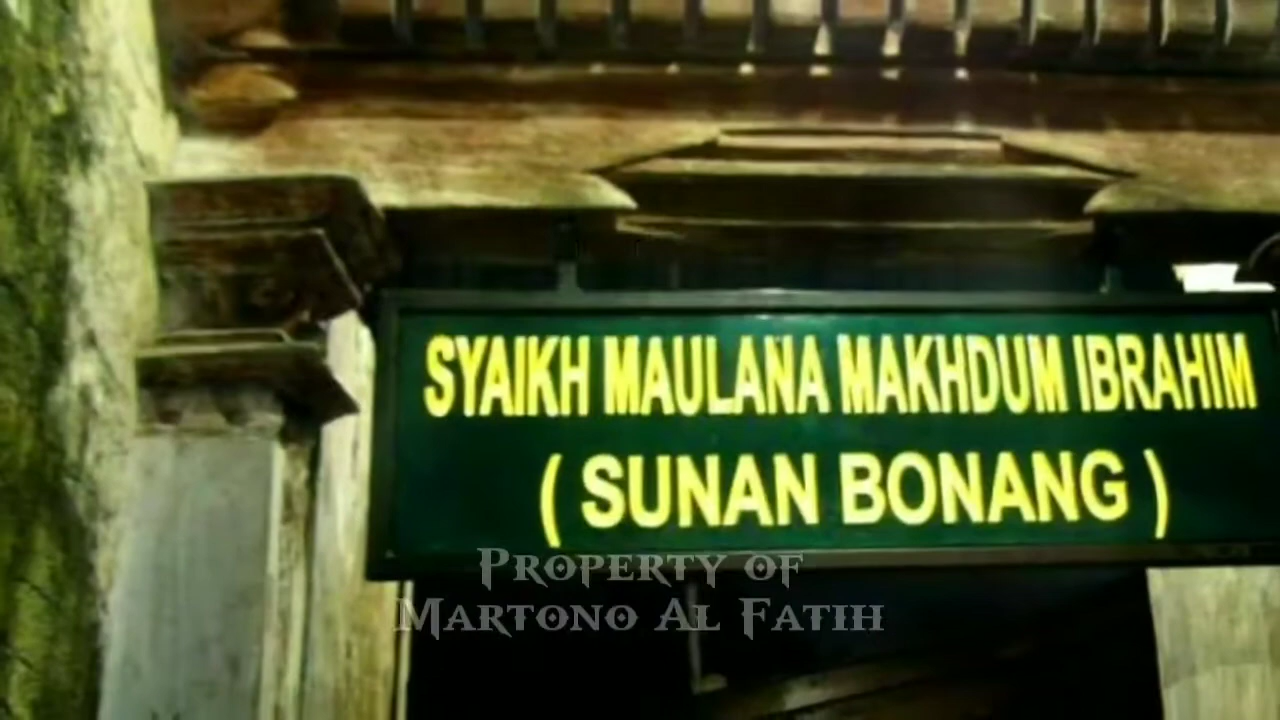 SYAIKH MAULANA MAKHDUM IBRAHIM
( SUNAN BONANG )
Property of
Martono Al Fatih